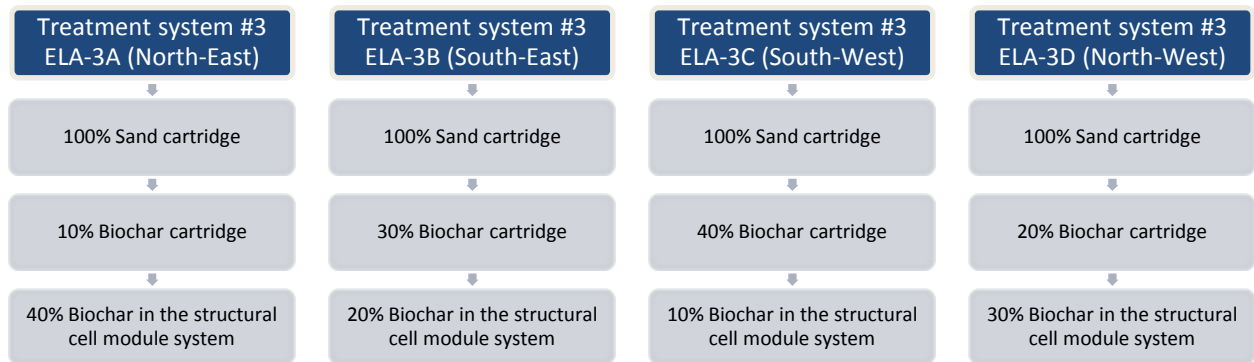 Treatment system #3
ELA-3A (North-East)
100% Sand cartridge
10% Biochar cartridge
40% Biochar in the structural
cell module system
Treatment system #3
ELA-3B (South-East)
100% Sand cartridge
30% Biochar cartridge
20% Biochar in the structural
cell module system
Treatment system #3
ELA-3C (South-West)
100% Sand cartridge
40% Biochar cartridge
10% Biochar in the structural
cell module system
Treatment system #3
ELA-3D (North-West)
100% Sand cartridge
20% Biochar cartridge
30% Biochar in the structural
cell module system